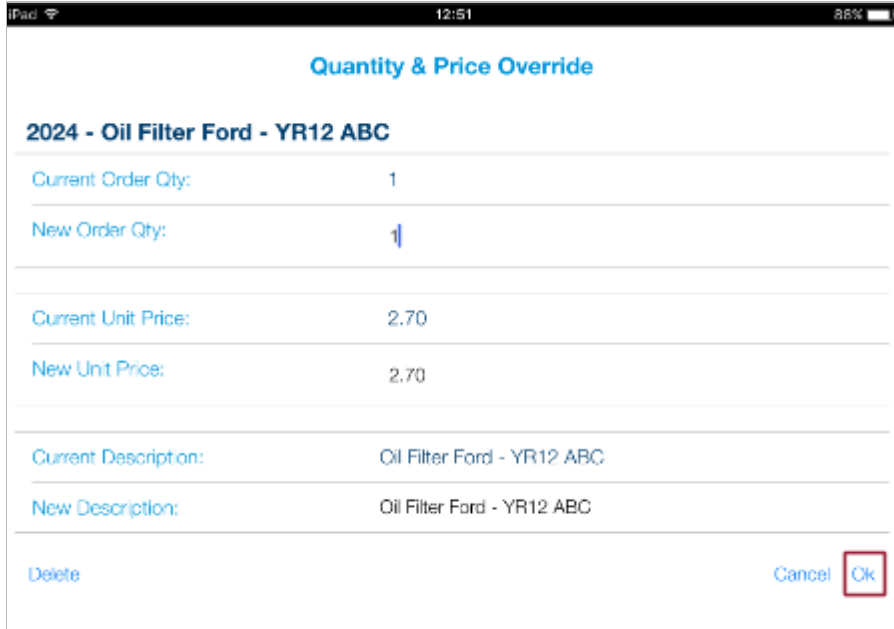 iPad 12:51 88%
Quantity & Price Override
2024 - Oil Filter Ford - YR12 ABC
Current Order Qty: 1
New Order Qty: 1
Current Unit Price: 2.70
New Unit Price: 2.70
Current Description: Oil Filter Ford - YR12 ABC
New Description: Oil Filter Ford - YR12 ABC
Delete Cancel Ok